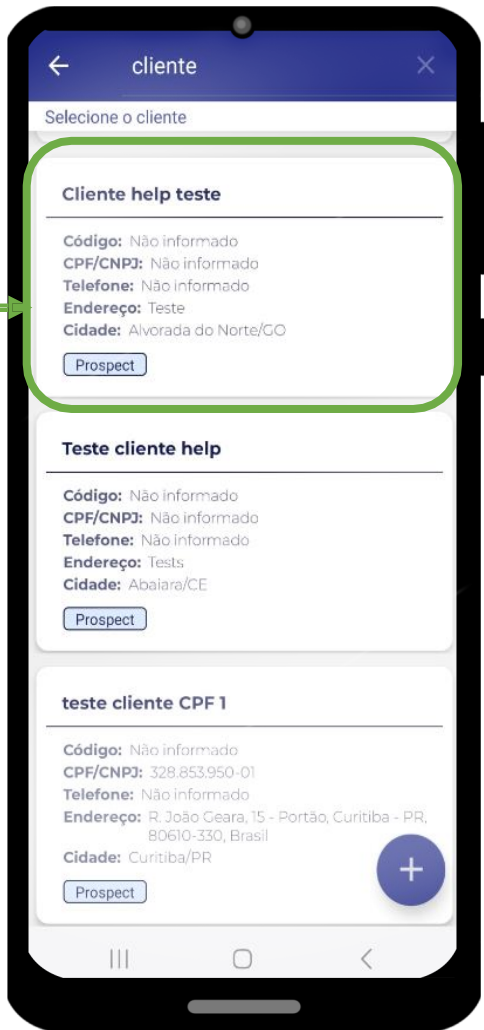 cliente
Selecione o cliente
Cliente help teste
Código: Não informado
CPF/CNPJ: Não informado
Telefone: Não informado
Endereço: Teste
Cidade: Alvorada do Norte/GO
Prospect
Teste cliente help
Código: Não informado
CPF/CNPJ: Não informado
Telefone: Não informado
Endereço: Tests
Cidade: Abaiara/CE
Prospect
teste cliente CPF 1
Código: Não informado
CPF/CNPJ: 328.853.950-01
Telefone: Não informado
Endereço: R. João Geara, 15 - Portão, Curitiba - PR,
80610-330, Brasil
Cidade: Curitiba/PR
Prospect